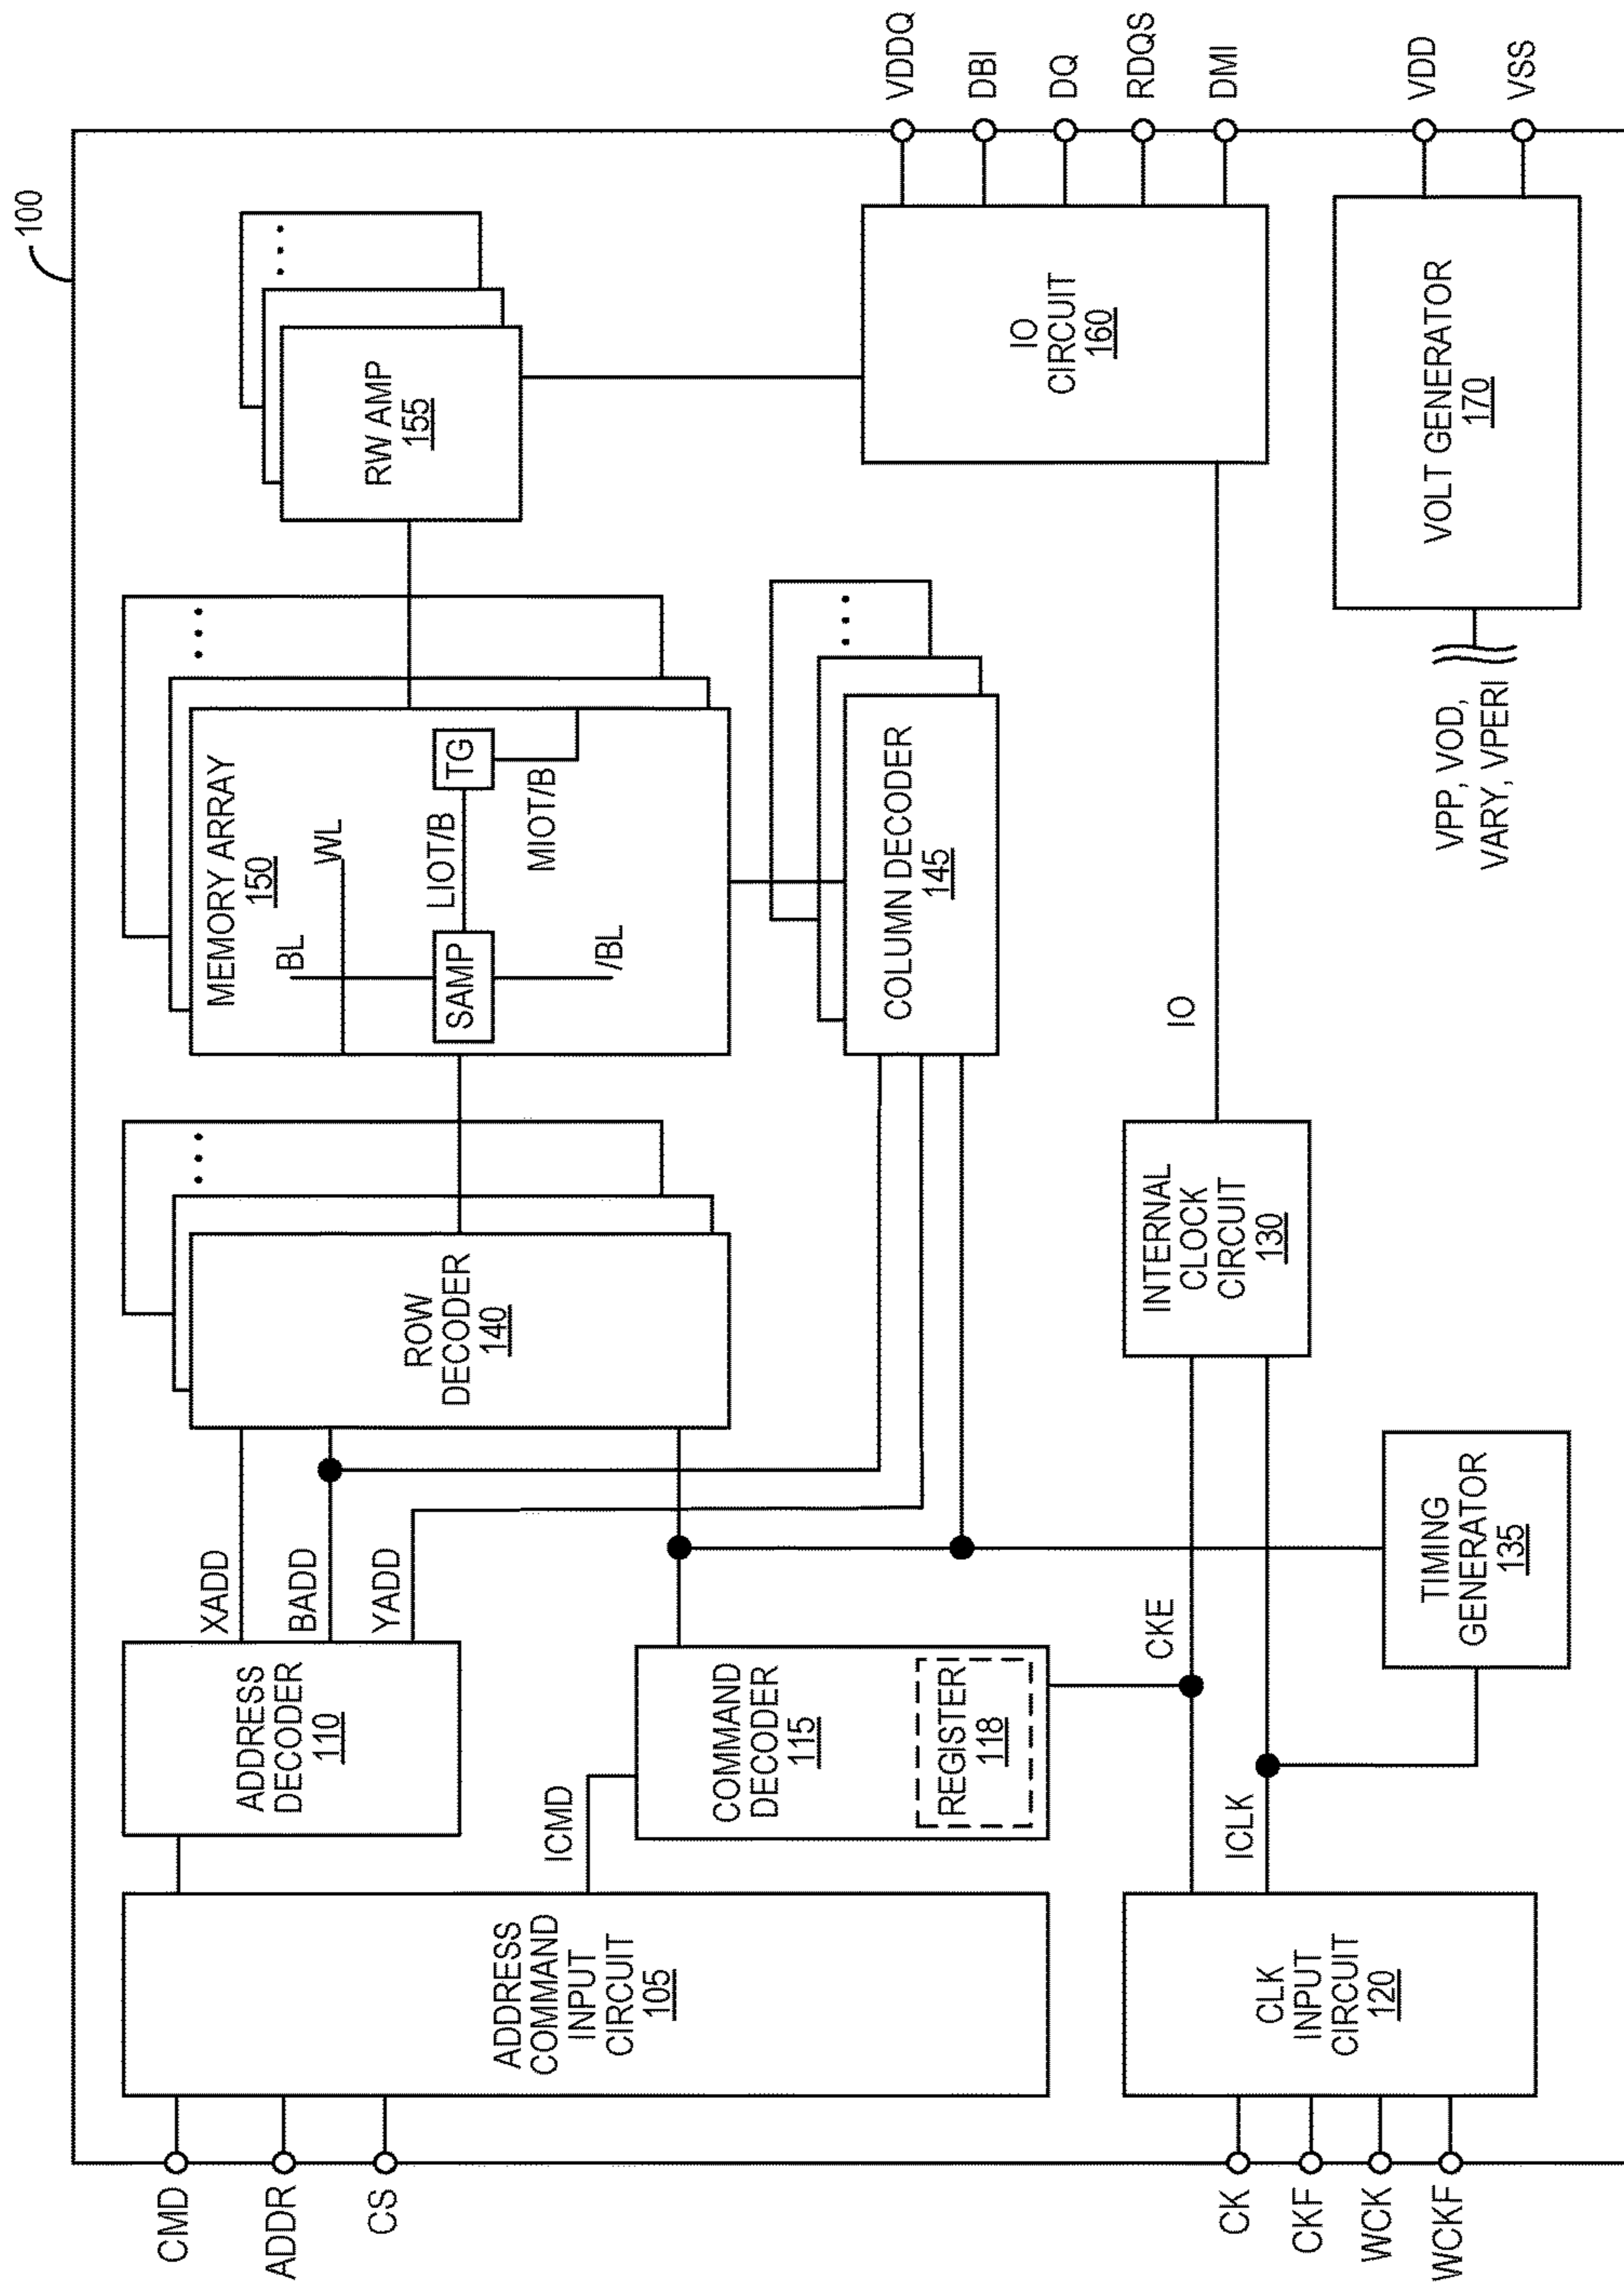 100
CMD
ADDR
CS
ADDRESS
COMMAND
INPUT
CIRCUIT
105
ADDRESS
DECODER
110
XADD
BADD
YADD
ICMD
COMMAND
DECODER
115
REGISTER
118
ROW
DECODER
140
MEMORY ARRAY
150
BL
WL
SAMP
LIOT/B
TG
MIOT/B
/BL
RW AMP
155
COLUMN DECODER
145
CK
CKF
WCK
WCKF
CLK
INPUT
CIRCUIT
120
CKE
ICLK
INTERNAL
CLOCK
CIRCUIT
130
TIMING
GENERATOR
135
IO
IO
CIRCUIT
160
VDDQ
DBI
DQ
RDQS
DMI
VPP, VOD,
VARY, VPERI
VOLT GENERATOR
170
VDD
VSS